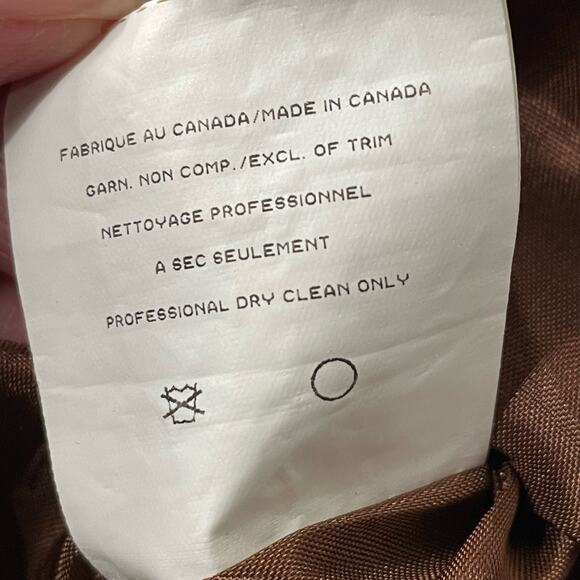 FABRIQUE AU CANADA/MADE IN CANADA
GARN. NON COMP./EXCL. OF TRIM
NETTOYAGE PROFESSIONNEL
A SEC SEULEMENT
PROFESSIONAL DRY CLEAN ONLY